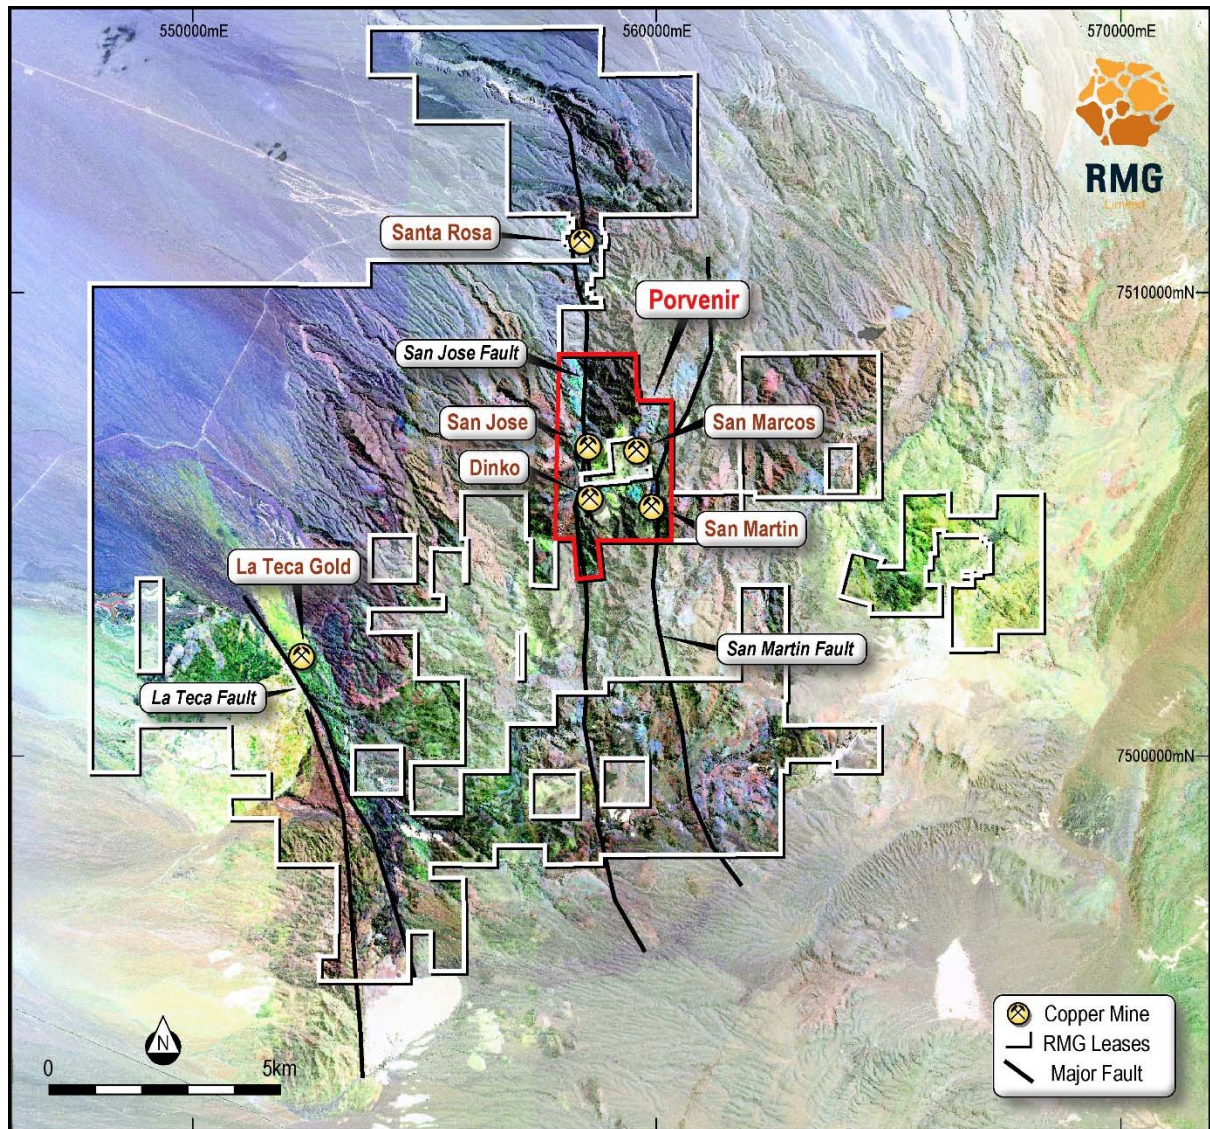 550000mE
560000mE
570000mE
RMG
Limited
Santa Rosa
7510000mN
Porvenir
San Jose Fault
San Jose
San Marcos
Dinko
San Martin
La Teca Gold
San Martin Fault
La Teca Fault
7500000mN
N
0
5km
Copper Mine
RMG Leases
Major Fault